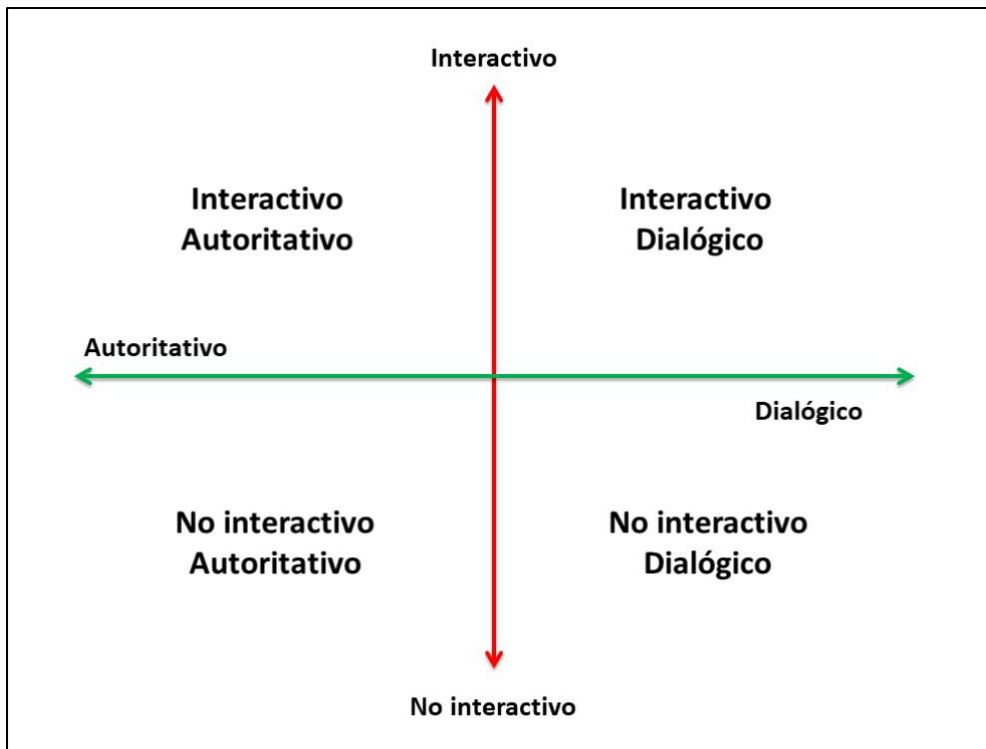 Interactivo
Interactivo
Autoritativo
Interactivo
Dialógico
Autoritativo
Dialógico
No interactivo
Autoritativo
No interactivo
Dialógico
No interactivo